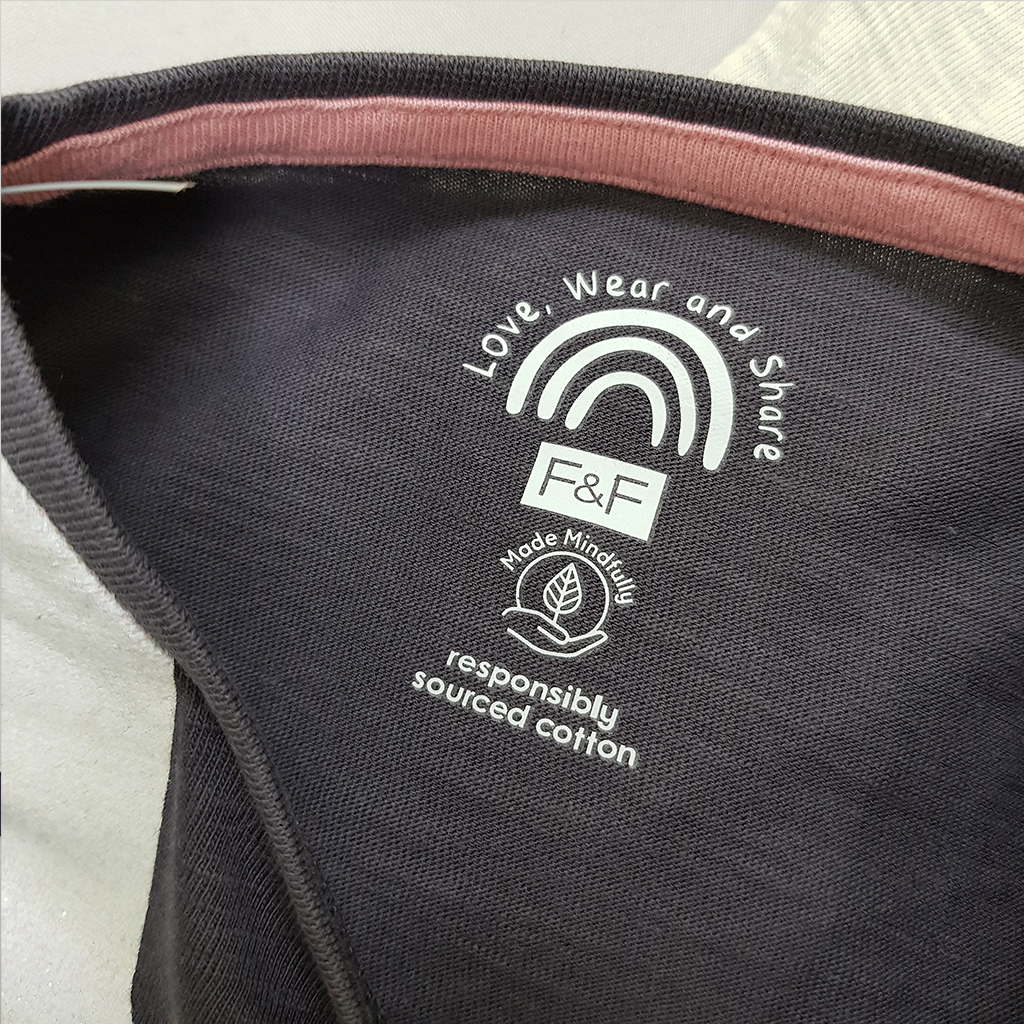 Love, Wear and Share
F&F
Made Mindfully
responsibly
sourced cotton